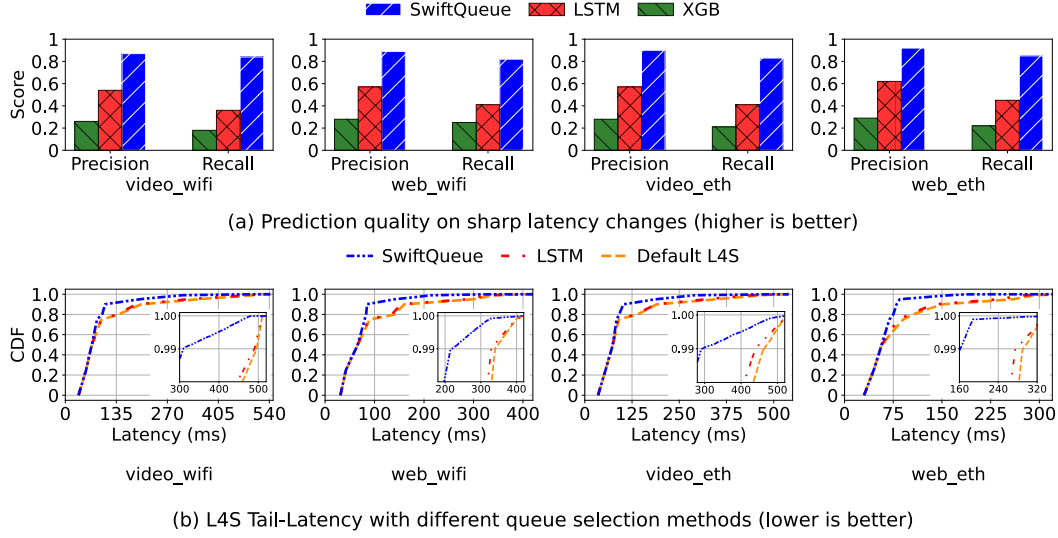 SwiftQueue LSTM XGB
Score
1
0.8
0.6
0.4
0.2
0
Precision Recall
video_wifi
1
0.8
0.6
0.4
0.2
0
Precision Recall
web_wifi
1
0.8
0.6
0.4
0.2
0
Precision Recall
video_eth
1
0.8
0.6
0.4
0.2
0
Precision Recall
web_eth
(a) Prediction quality on sharp latency changes (higher is better)
SwiftQueue LSTM Default L4S
CDF
1.0
0.8
0.6
0.4
0.2
0
1.00
0.99
300 400 500
0 135 270 405 540
Latency (ms)
video_wifi
1.0
0.8
0.6
0.4
0.2
0
1.00
0.99
200 300 400
0 100 200 300 400
Latency (ms)
web_wifi
1.0
0.8
0.6
0.4
0.2
0
1.00
0.99
300 400 500
0 125 250 375 500
Latency (ms)
video_eth
1.0
0.8
0.6
0.4
0.2
0
1.00
0.99
160 240 320
0 75 150 225 300
Latency (ms)
web_eth
(b) L4S Tail-Latency with different queue selection methods (lower is better)